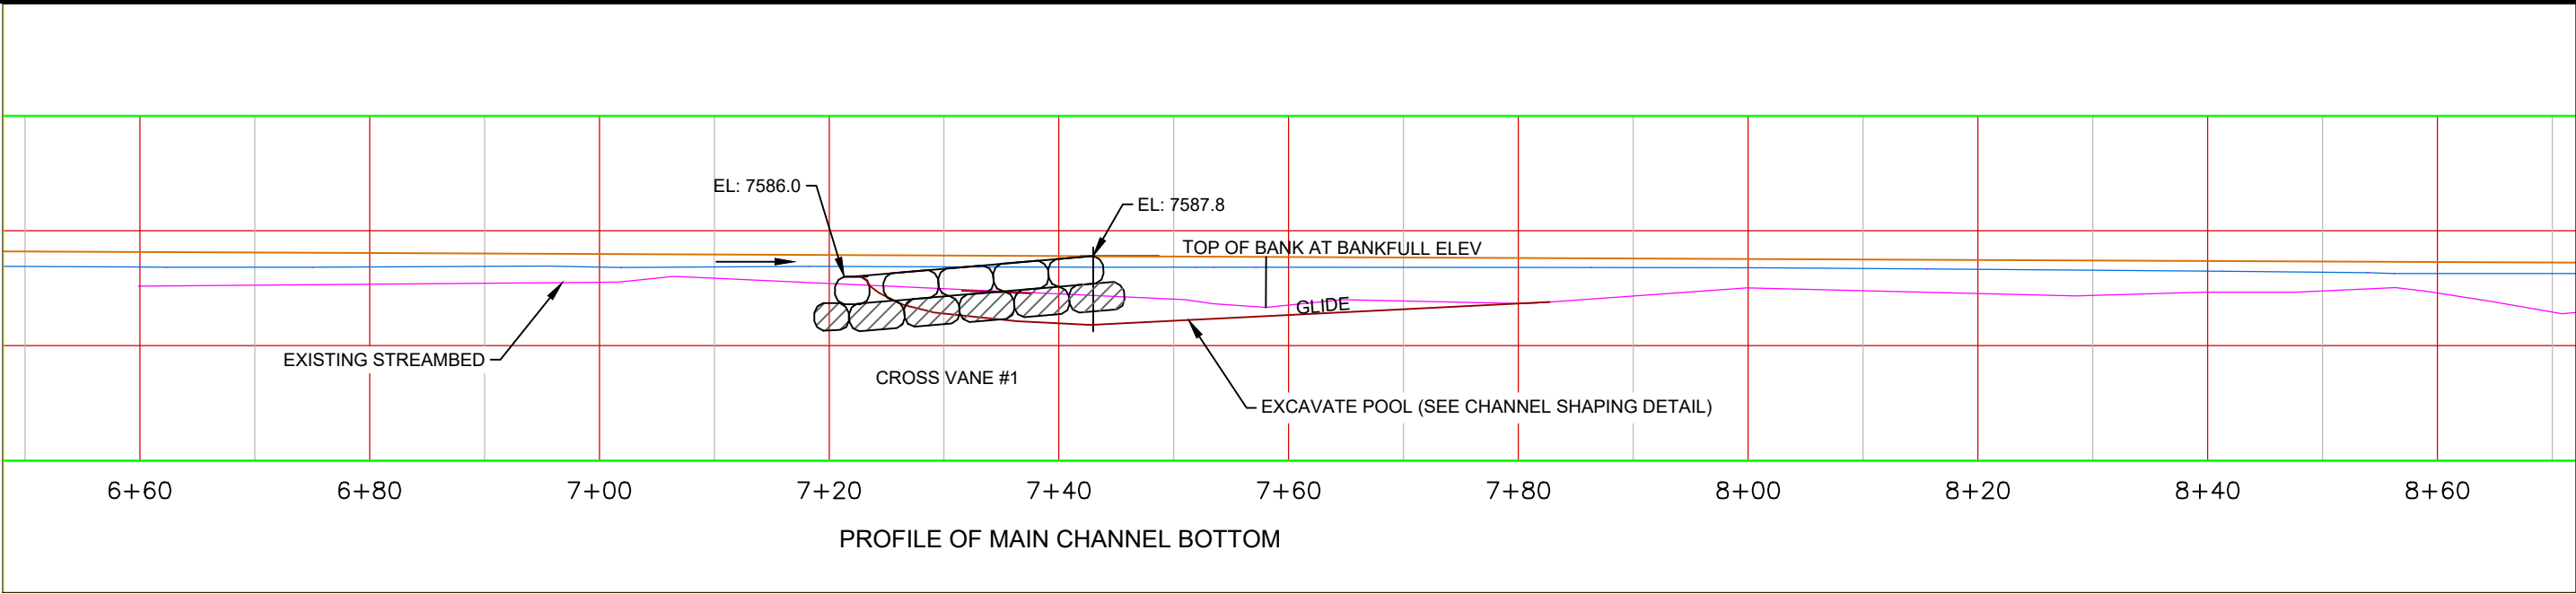 EL: 7586.0
EL: 7587.8
TOP OF BANK AT BANKFULL ELEV
GLIDE
EXISTING STREAMBED
CROSS VANE #1
EXCAVATE POOL (SEE CHANNEL SHAPING DETAIL)
6+60 6+80 7+00 7+20 7+40 7+60 7+80 8+00 8+20 8+40 8+60
PROFILE OF MAIN CHANNEL BOTTOM